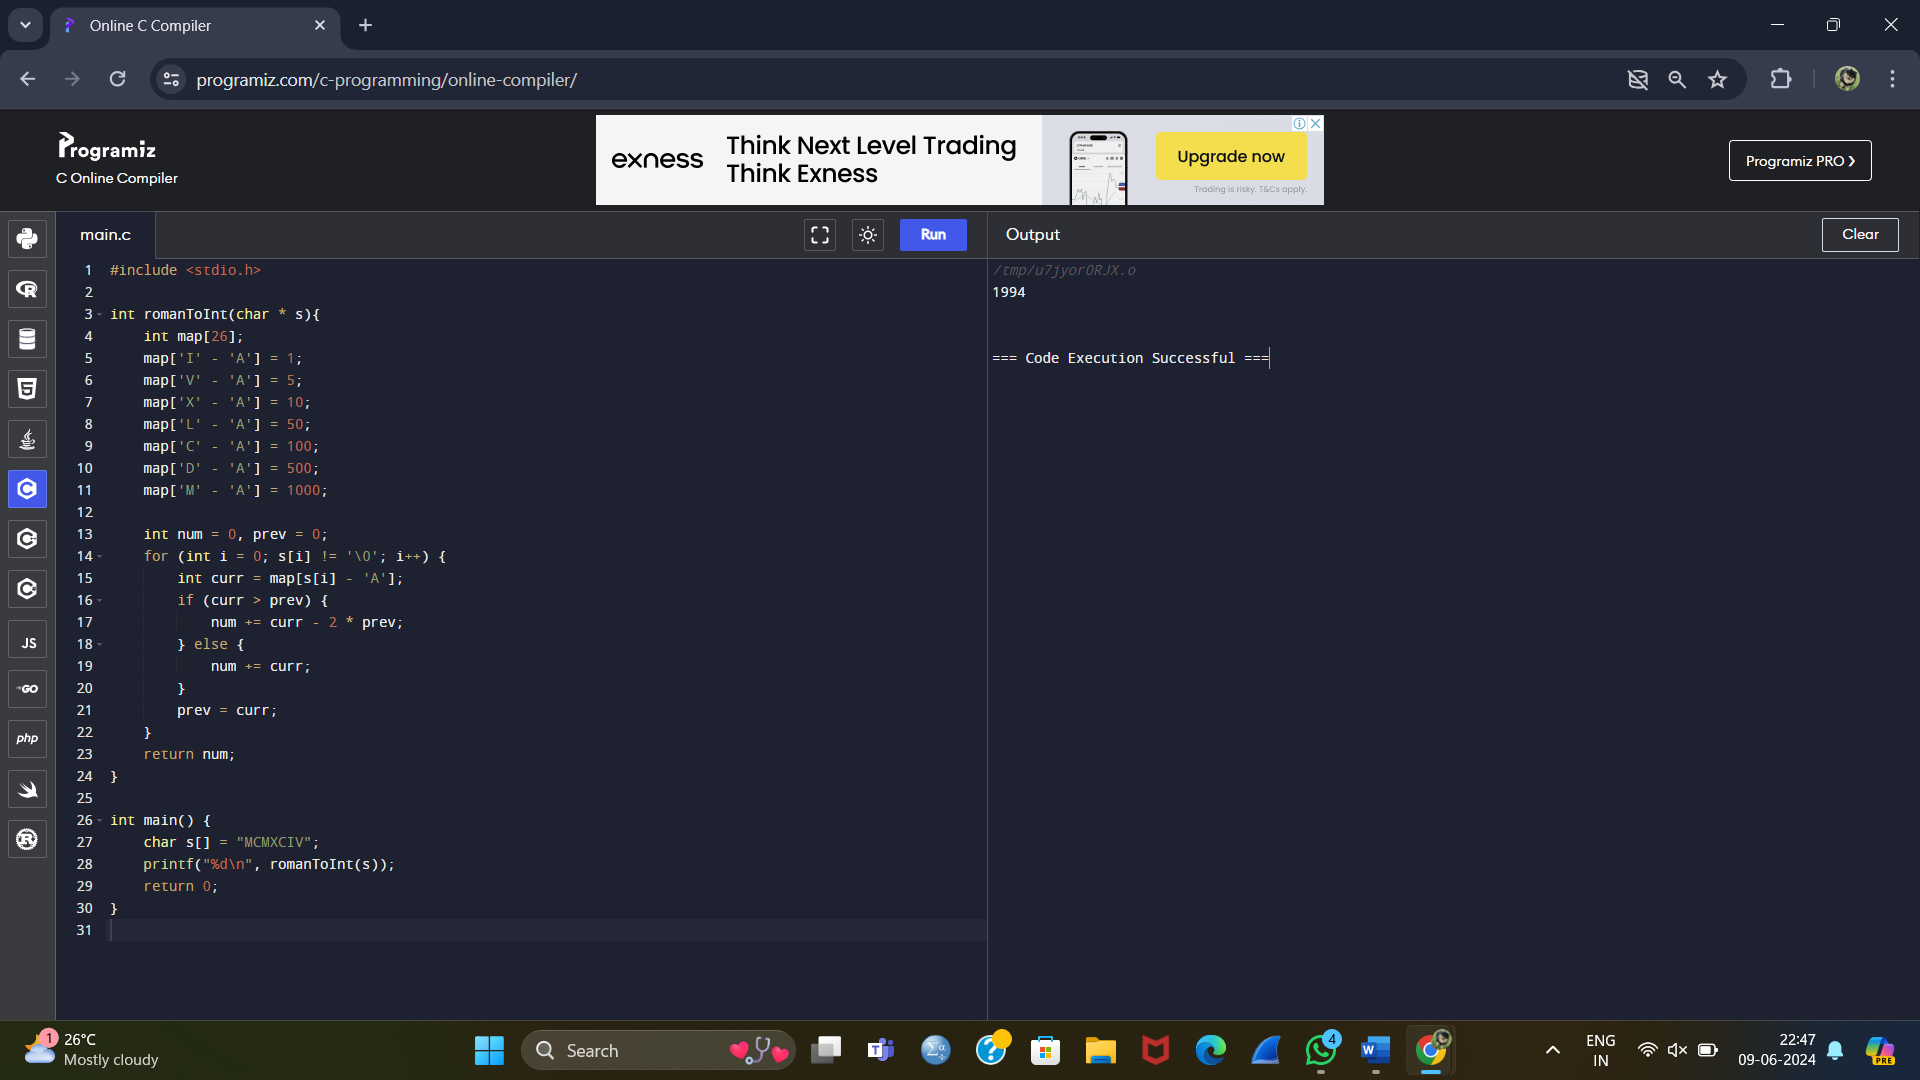 Online C Compiler
programiz.com/c-programming/online-compiler/
Programiz
C Online Compiler
exness
Think Next Level Trading
Think Exness
Upgrade now
Trading is risky. T&Cs apply.
Programiz PRO
main.c
Run
Output
Clear
1 #include <stdio.h>
2
3 int romanToInt(char * s){
4 int map[26];
5 map['I' - 'A'] = 1;
6 map['V' - 'A'] = 5;
7 map['X' - 'A'] = 10;
8 map['L' - 'A'] = 50;
9 map['C' - 'A'] = 100;
10 map['D' - 'A'] = 500;
11 map['M' - 'A'] = 1000;
12
13 int num = 0, prev = 0;
14 for (int i = 0; s[i] != '\0'; i++) {
15 int curr = map[s[i] - 'A'];
16 if (curr > prev) {
17 num += curr - 2 * prev;
18 } else {
19 num += curr;
20 }
21 prev = curr;
22 }
23 return num;
24 }
25
26 int main() {
27 char s[] = "MCMXCIV";
28 printf("%d\n", romanToInt(s));
29 return 0;
30 }
31
/tmp/u7jyorORJX.o
1994
=== Code Execution Successful ===
JS
GO
php
1
26°C
Mostly cloudy
Search
4
ENG
IN
22:47
09-06-2024
PRE